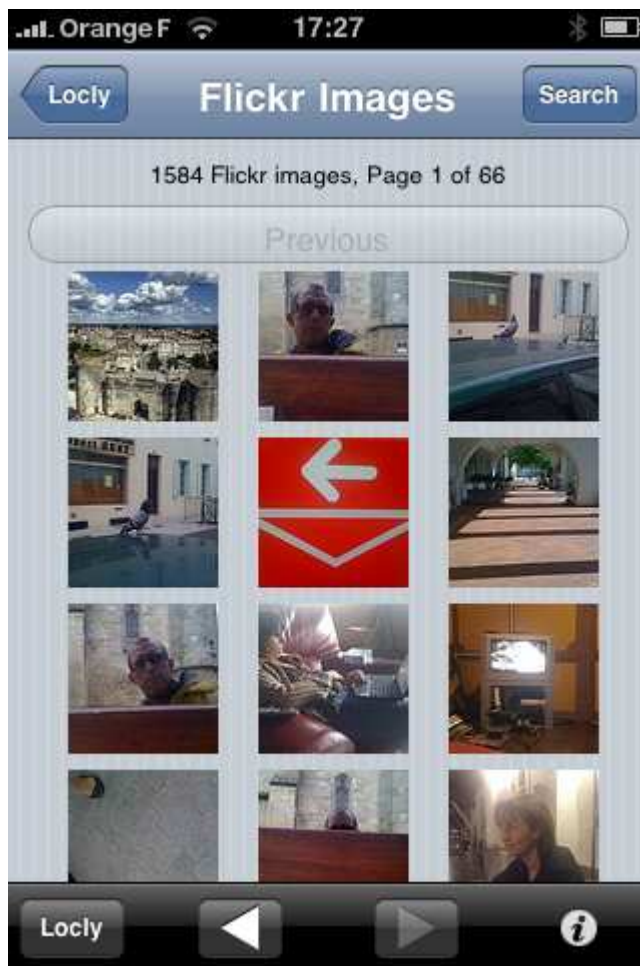 Orange F 17:27
Locly Flickr Images Search
1584 Flickr images, Page 1 of 66
Previous
Locly